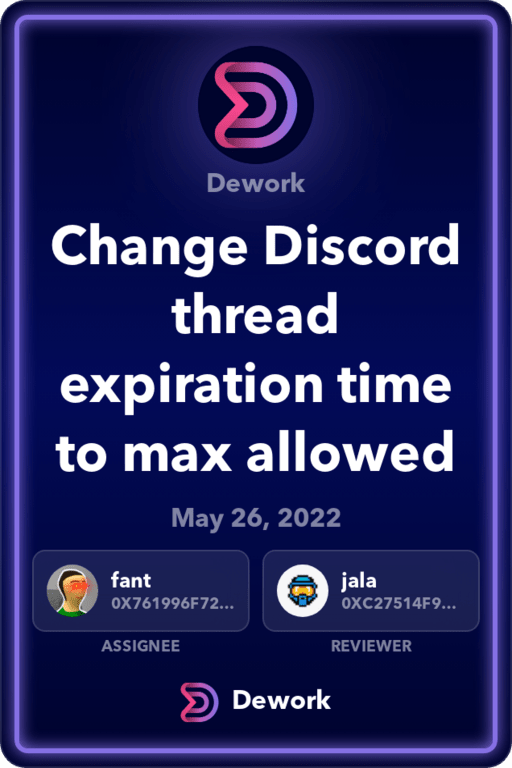 Dework
Change Discord
thread
expiration time
to max allowed
May 26, 2022
fant
0X761996F72...
ASSIGNEE
jala
0XC27514F9...
REVIEWER
Dework